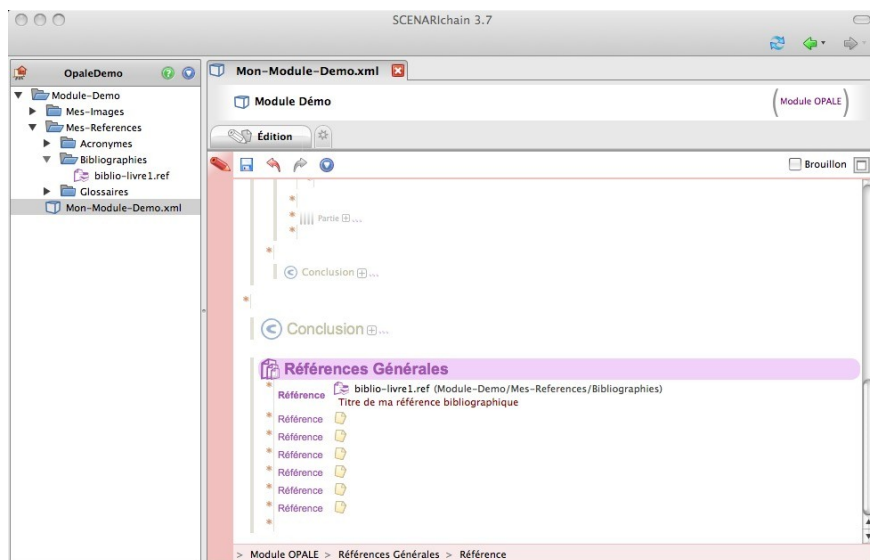 SCENARIchain 3.7
OpaleDemo
Module-Demo
Mes-Images
Mes-References
Acronymes
Bibliographies
biblio-livre1.ref
Glossaires
Mon-Module-Demo.xml
Mon-Module-Demo.xml
Module Démo
(Module OPALE)
Édition
Brouillon
Partie ...
Conclusion ...
Conclusion ...
Références Générales
Référence biblio-livre1.ref (Module-Demo/Mes-References/Bibliographies)
Titre de ma référence bibliographique
Référence
Référence
Référence
Référence
Référence
Référence
> Module OPALE > Références Générales > Référence